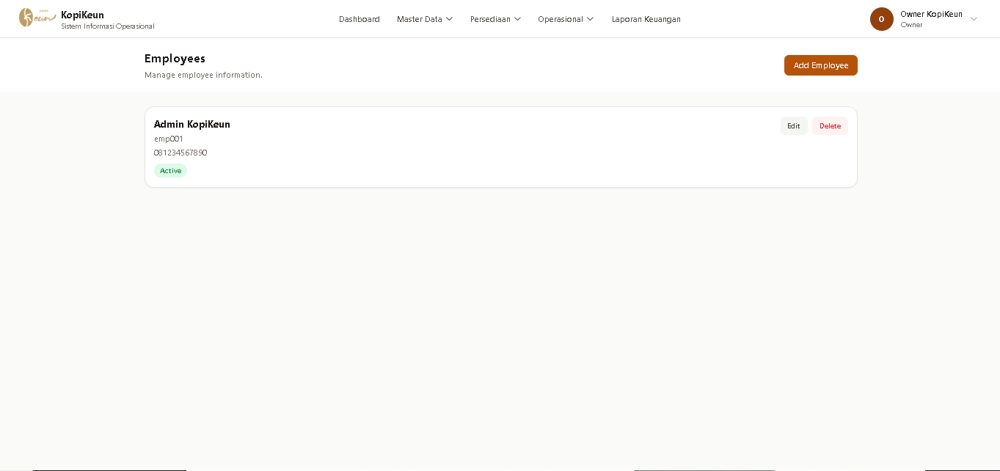 Keun
KopiKeun
Sistem Informasi Operasional
Dashboard
Master Data
Persediaan
Operasional
Laporan Keuangan
O
Owner KopiKeun
Owner
Employees
Manage employee information.
Add Employee
Admin KopiKeun
emp001
081234567890
Active
Edit
Delete